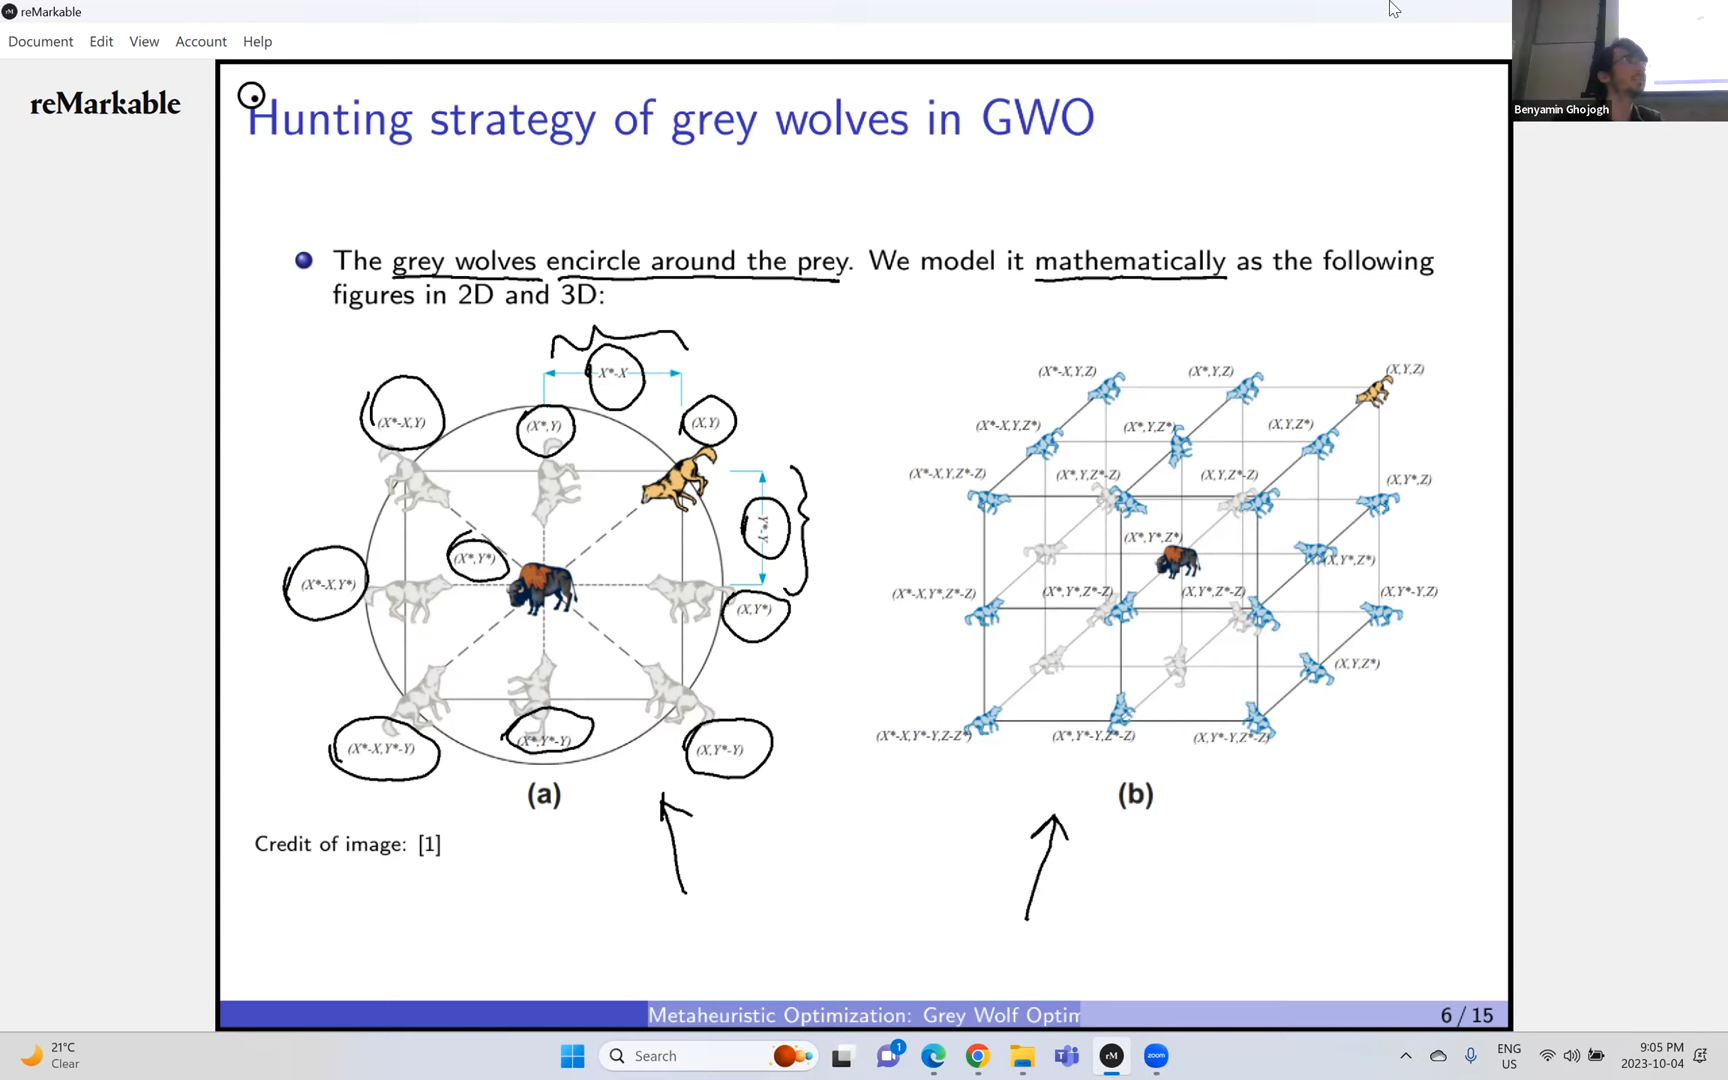 reMarkable
Document Edit View Account Help
reMarkable
Benyamin Ghojogh
Hunting strategy of grey wolves in GWO
The grey wolves encircle around the prey. We model it mathematically as the following
figures in 2D and 3D:
X*-X
(X*-X,Y)
(X*,Y)
(X,Y)
Y*-Y
(X*,Y*)
(X*-X,Y*)
(X,Y*)
(X*-X,Y*-Y)
(X*,Y*-Y)
(X,Y*-Y)
(a)
(X*-X,Y,Z)
(X*,Y,Z)
(X,Y,Z)
(X*-X,Y,Z*)
(X*,Y,Z*)
(X,Y,Z*)
(X*-X,Y,Z*-Z)
(X*,Y,Z*-Z)
(X,Y,Z*-Z)
(X,Y*,Z)
(X*,Y*,Z*)
(X,Y*,Z*)
(X*-X,Y*,Z*-Z)
(X*,Y*,Z*-Z)
(X,Y*,Z*-Z)
(X,Y*-Y,Z)
(X,Y,Z*)
(X*-X,Y*-Y,Z-Z*)
(X*,Y*-Y,Z*-Z)
(X,Y*-Y,Z*-Z)
(b)
Credit of image: [1]
Metaheuristic Optimization: Grey Wolf Optim
6 / 15
21°C
Clear
Search
1
rM
zoom
ENG
US
9:05 PM
2023-10-04